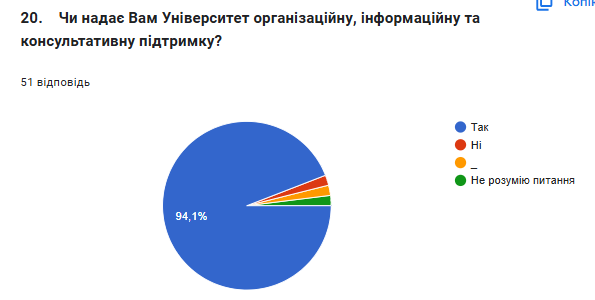 Копію
20. Чи надає Вам Університет організаційну, інформаційну та
консультативну підтримку?
51 відповідь
Так
Ні
_
Не розумію питання
94,1%